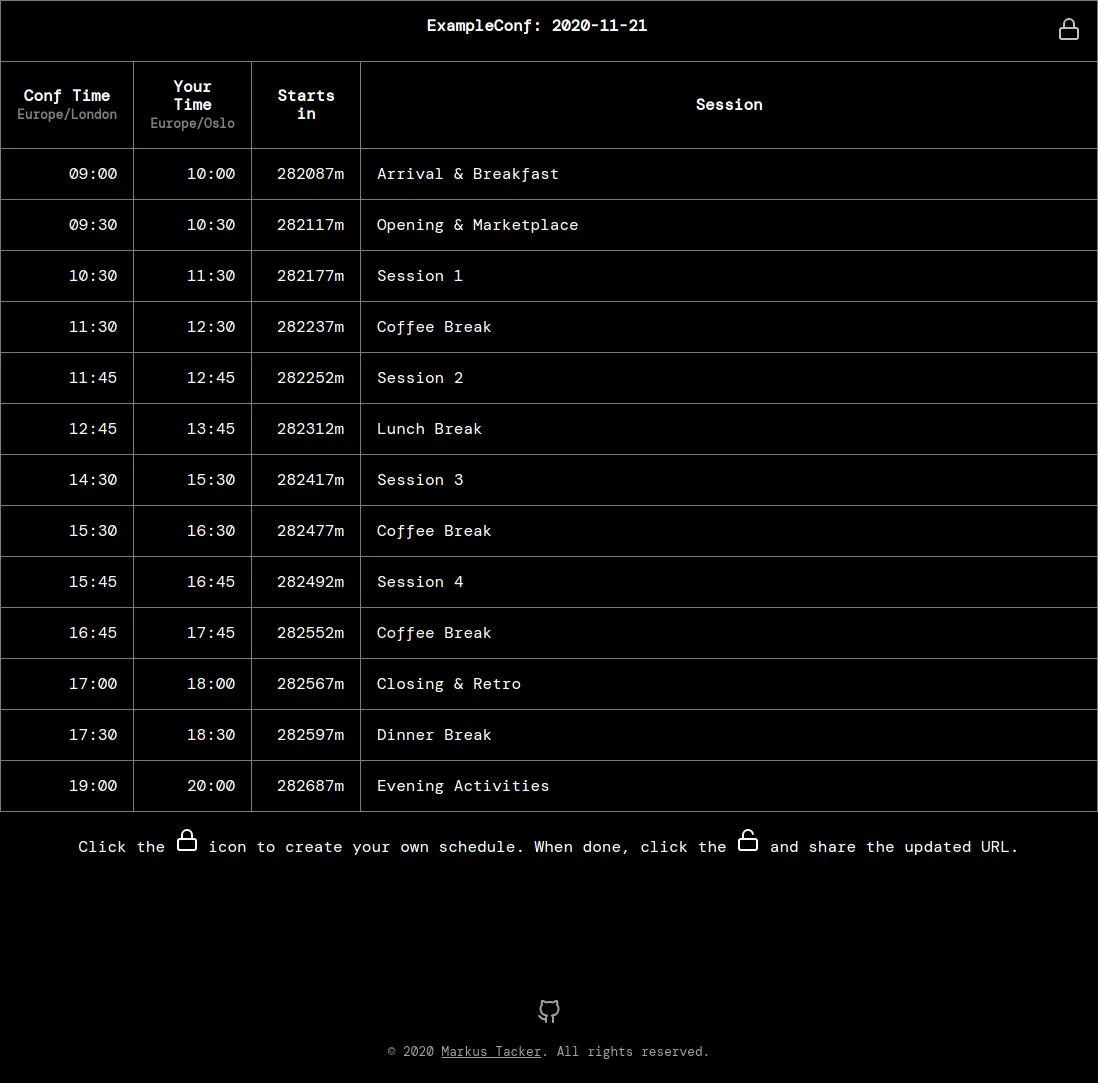 ExampleConf: 2020-11-21
Conf Time Your Time Starts in Session
Europe/London Europe/Oslo
09:00 10:00 282087m Arrival & Breakfast
09:30 10:30 282117m Opening & Marketplace
10:30 11:30 282177m Session 1
11:30 12:30 282237m Coffee Break
11:45 12:45 282252m Session 2
12:45 13:45 282312m Lunch Break
14:30 15:30 282417m Session 3
15:30 16:30 282477m Coffee Break
15:45 16:45 282492m Session 4
16:45 17:45 282552m Coffee Break
17:00 18:00 282567m Closing & Retro
17:30 18:30 282597m Dinner Break
19:00 20:00 282687m Evening Activities
Click the icon to create your own schedule. When done, click the and share the updated URL.
© 2020 Markus Tacker. All rights reserved.